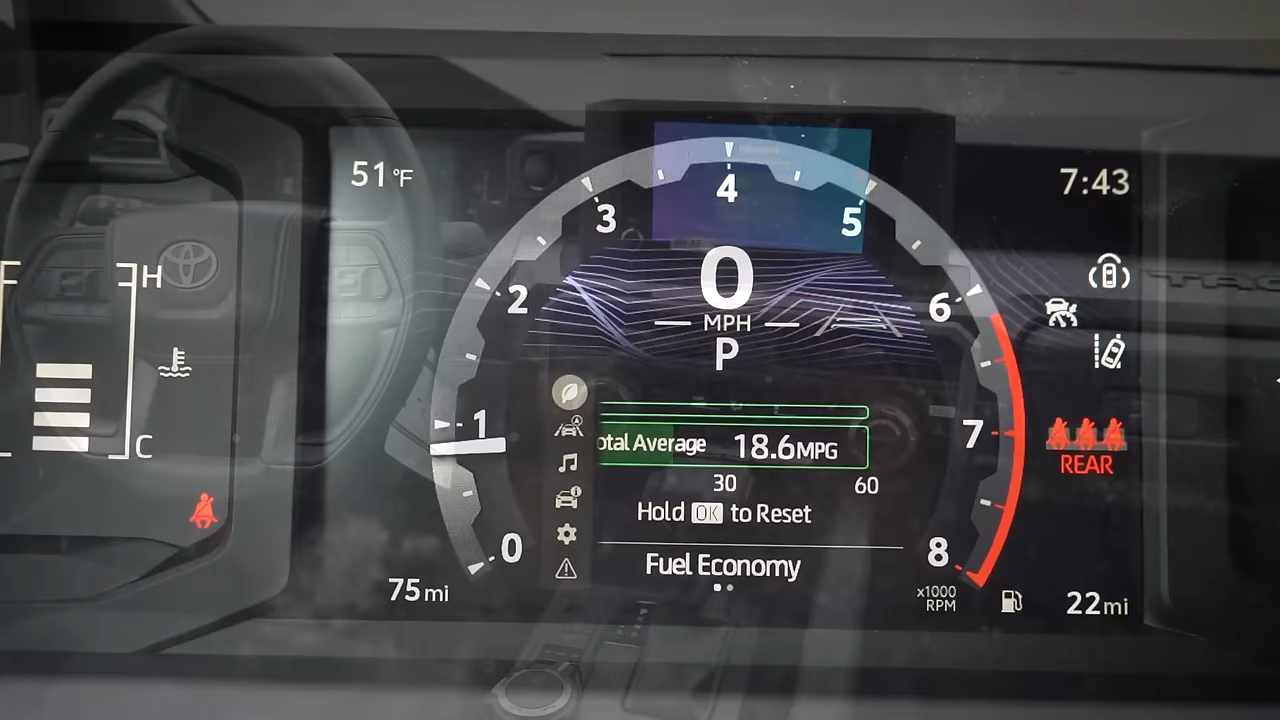 51°F
7:43
4
3
5
2
6
0
MPH
P
F
H
1
7
REAR
otal Average 18.6MPG
30 60
C
Hold OK to Reset
0
8
Fuel Economy
x1000
RPM
75mi
22mi